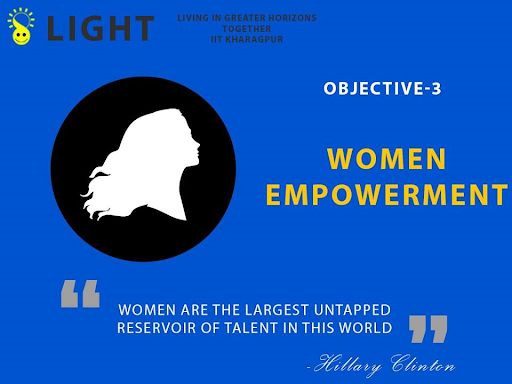 LIGHT
LIVING IN GREATER HORIZONS
TOGETHER
IIT KHARAGPUR
OBJECTIVE-3
WOMEN
EMPOWERMENT
“
WOMEN ARE THE LARGEST UNTAPPED
RESERVOIR OF TALENT IN THIS WORLD
”
-Hillary Clinton